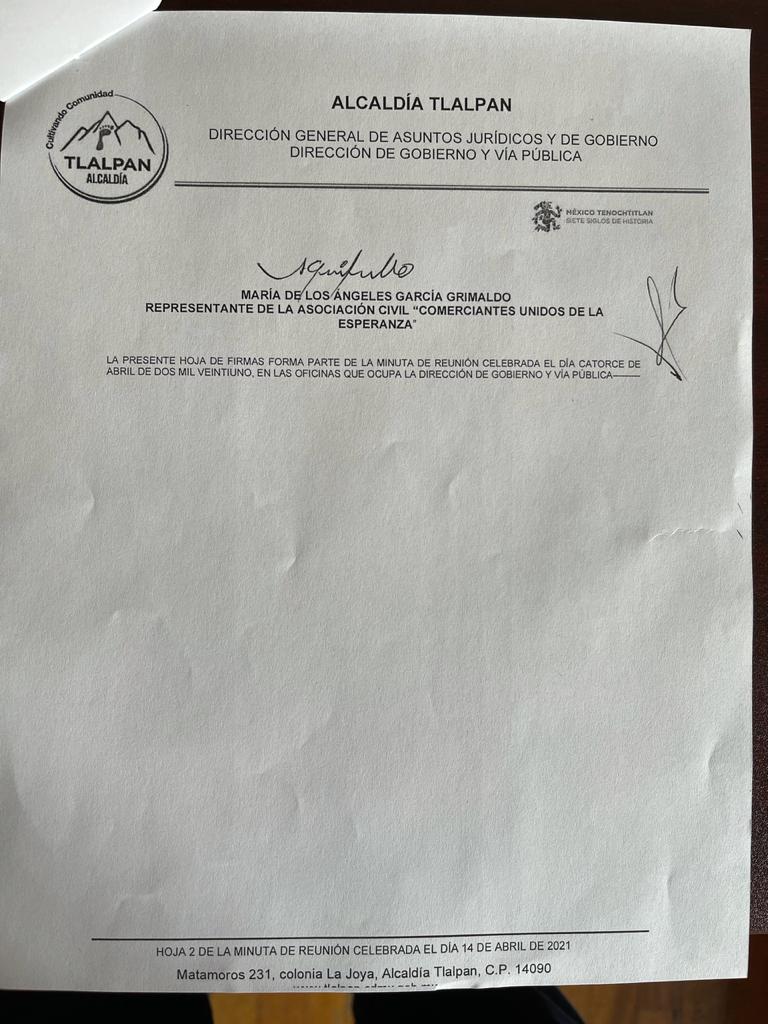 Cultivando Comunidad
TLALPAN
ALCALDÍA
ALCALDÍA TLALPAN
DIRECCIÓN GENERAL DE ASUNTOS JURÍDICOS Y DE GOBIERNO
DIRECCIÓN DE GOBIERNO Y VÍA PÚBLICA
MÉXICO TENOCHTITLAN
SIETE SIGLOS DE HISTORIA
MARÍA DE LOS ÁNGELES GARCÍA GRIMALDO
REPRESENTANTE DE LA ASOCIACIÓN CIVIL "COMERCIANTES UNIDOS DE LA
ESPERANZA"
LA PRESENTE HOJA DE FIRMAS FORMA PARTE DE LA MINUTA DE REUNIÓN CELEBRADA EL DÍA CATORCE DE
ABRIL DE DOS MIL VEINTIUNO, EN LAS OFICINAS QUE OCUPA LA DIRECCIÓN DE GOBIERNO Y VÍA PÚBLICA———
HOJA 2 DE LA MINUTA DE REUNIÓN CELEBRADA EL DÍA 14 DE ABRIL DE 2021
Matamoros 231, colonia La Joya, Alcaldía Tlalpan, C.P. 14090